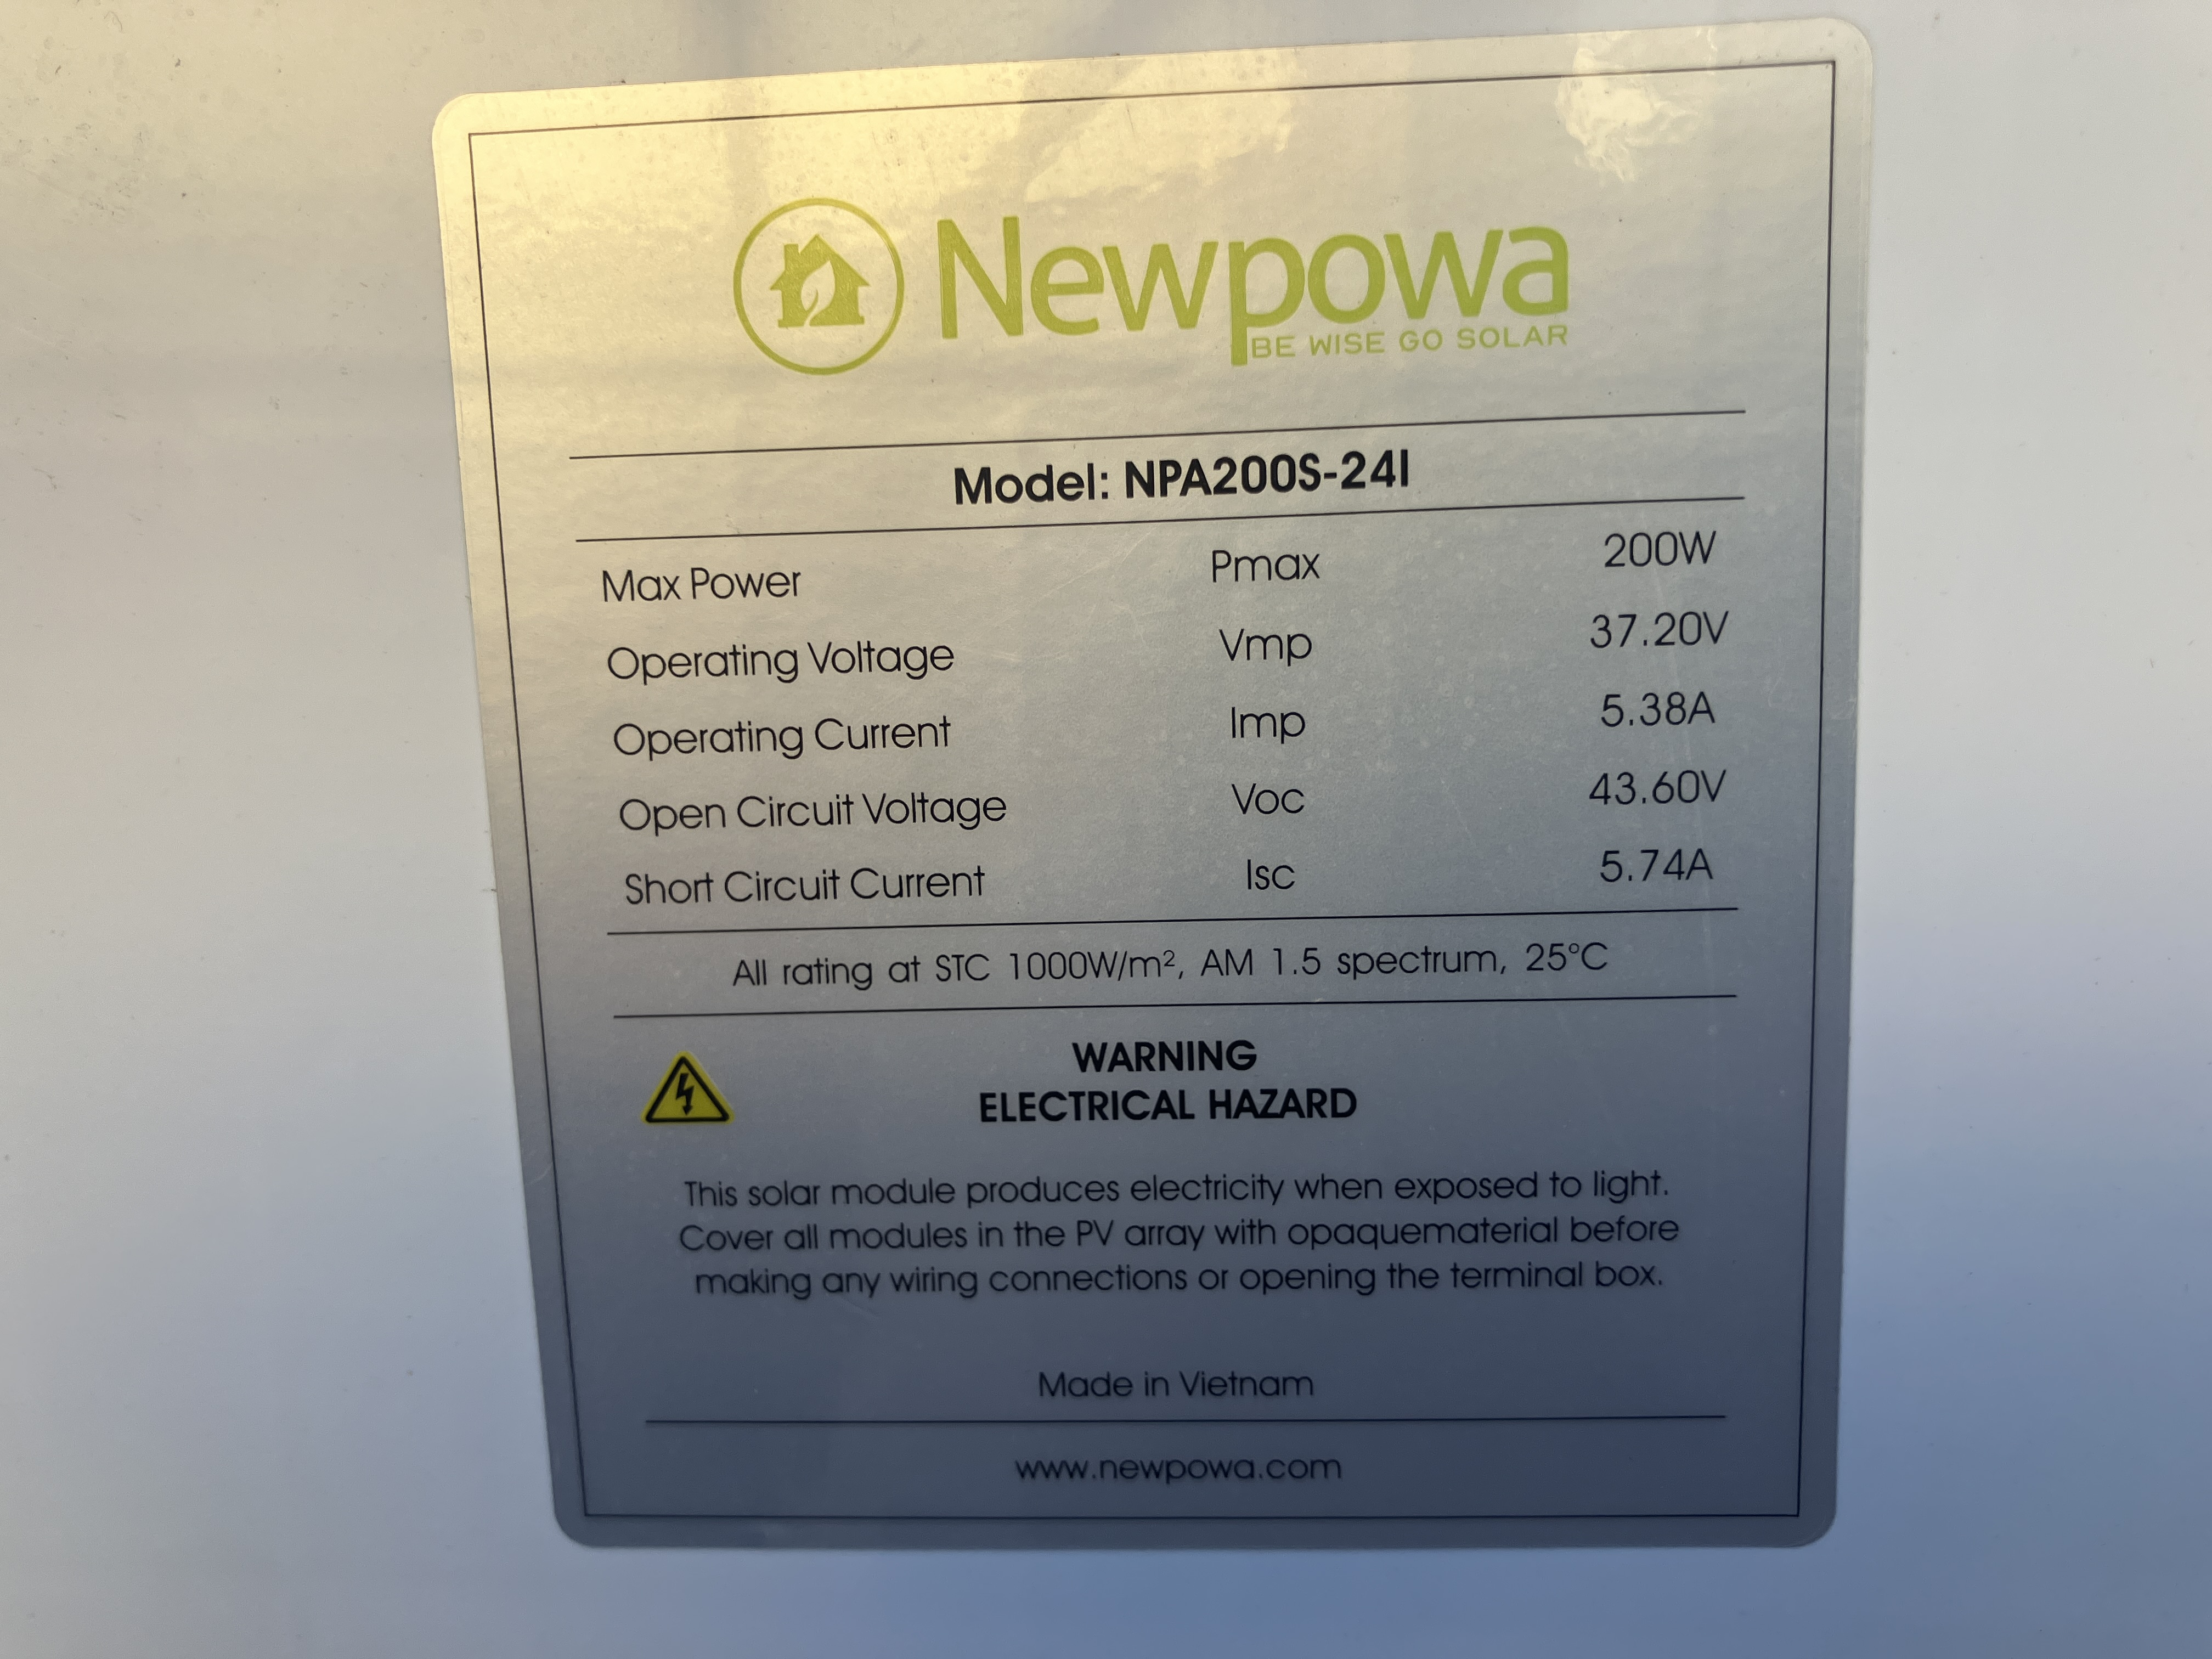 Newpowa
BE WISE GO SOLAR
Model: NPA200S-24I
Max Power Pmax 200W
Operating Voltage Vmp 37.20V
Operating Current Imp 5.38A
Open Circuit Voltage Voc 43.60V
Short Circuit Current Isc 5.74A
All rating at STC 1000W/m², AM 1.5 spectrum, 25°C
WARNING
ELECTRICAL HAZARD
This solar module produces electricity when exposed to light.
Cover all modules in the PV array with opaquematerial before
making any wiring connections or opening the terminal box.
Made in Vietnam
www.newpowa.com